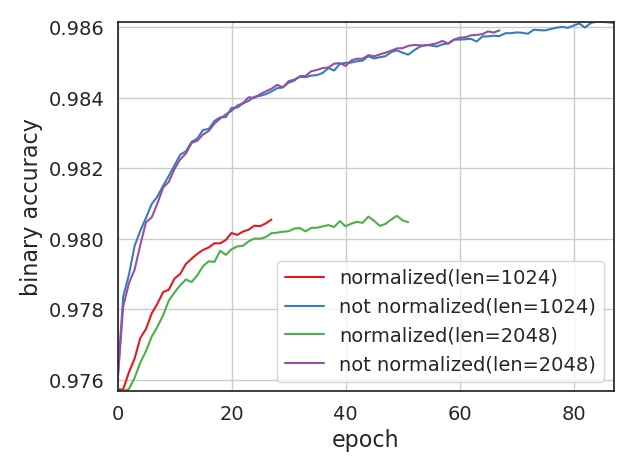 0.986
0.984
0.982
0.980
0.978
0.976
binary accuracy
normalized(len=1024)
not normalized(len=1024)
normalized(len=2048)
not normalized(len=2048)
0 20 40 60 80
epoch